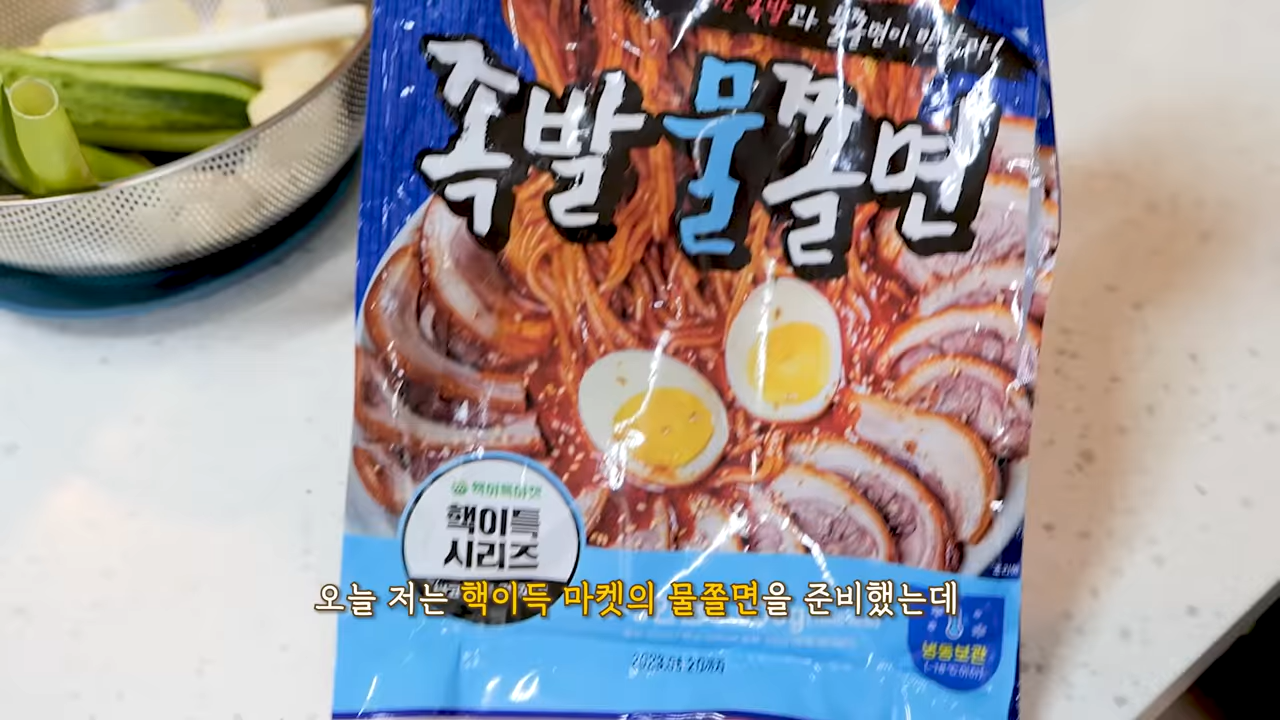 족발 물쫄면
핵이득마켓
핵이득
시리즈
오늘 저는 핵이득 마켓의 물쫄면을 준비했는데
냉동보관